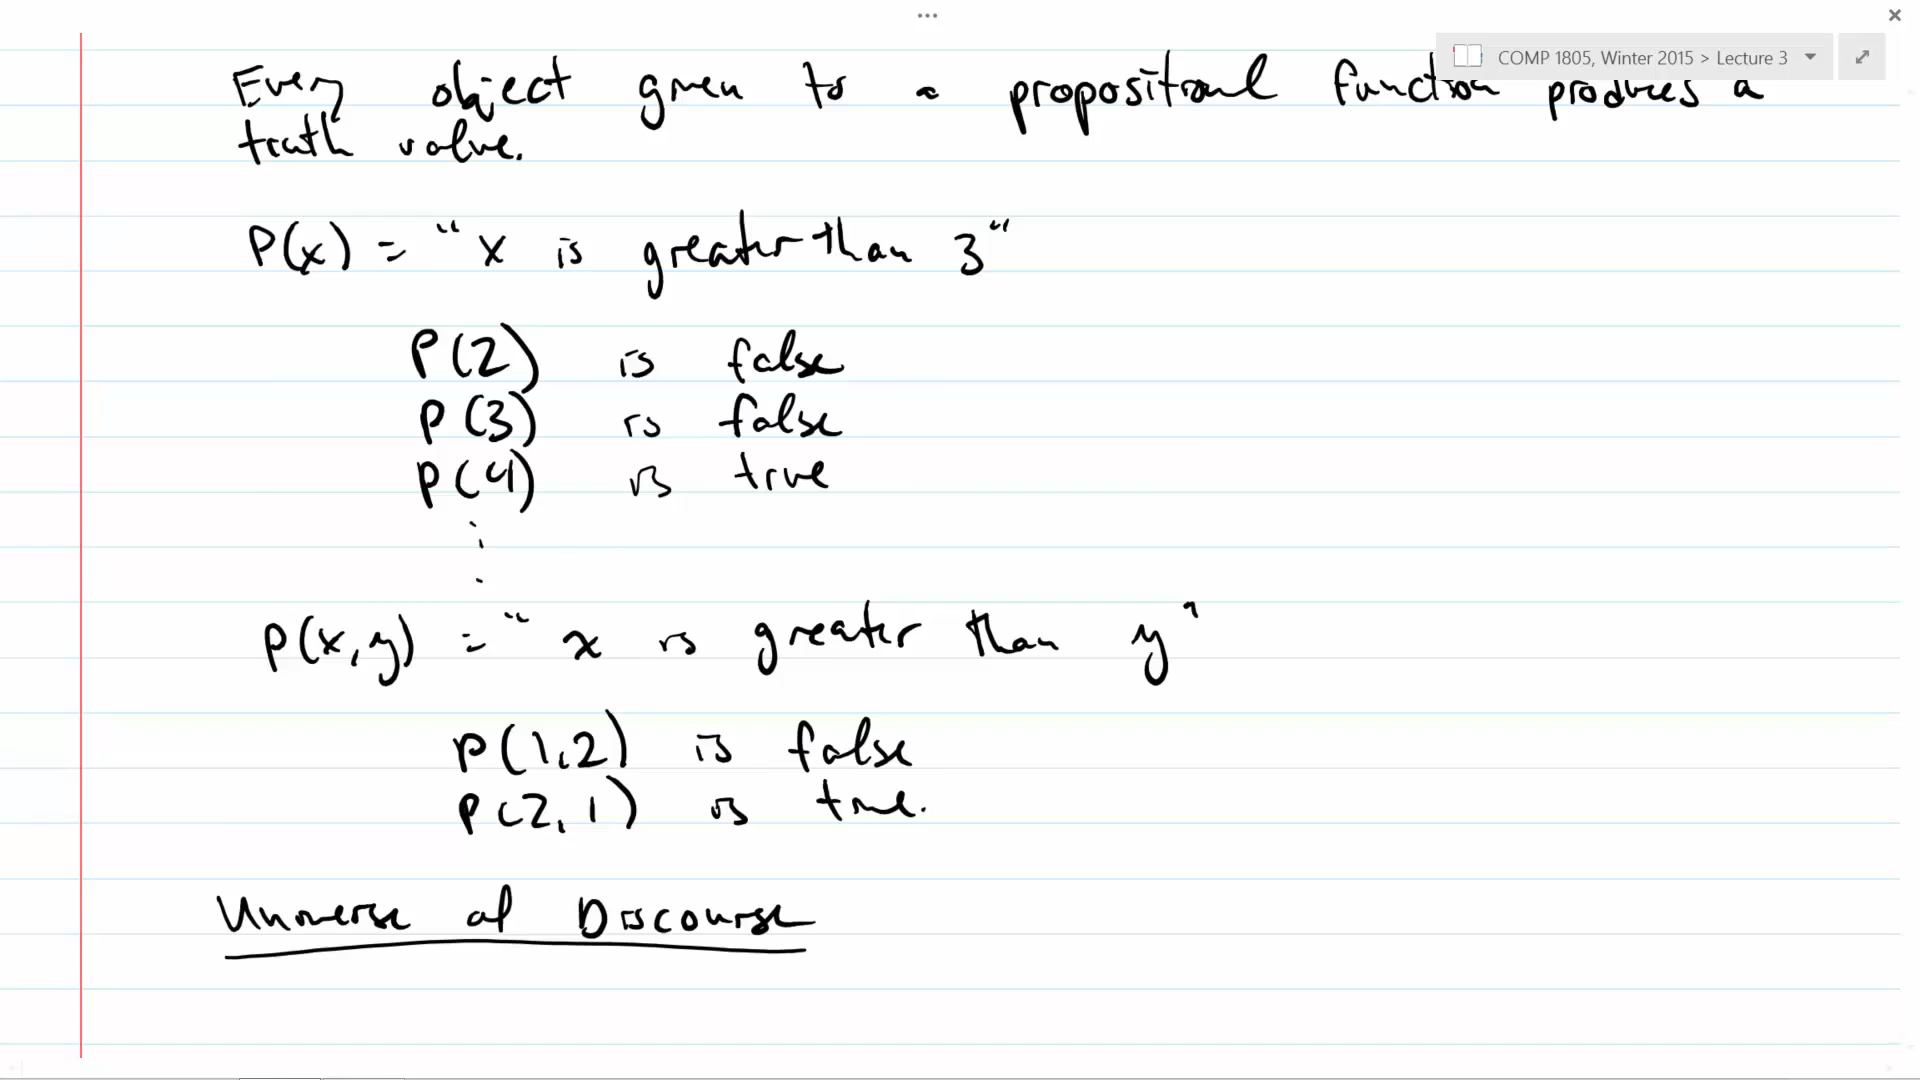 COMP 1805, Winter 2015 > Lecture 3
Every object given to a propositional function produces a
truth value.
P(x) = "x is greater than 3"
P(2) is false
P(3) is false
P(4) is true
P(x,y) = "x is greater than y"
P(1,2) is false
P(2,1) is true.
Universe of Discourse